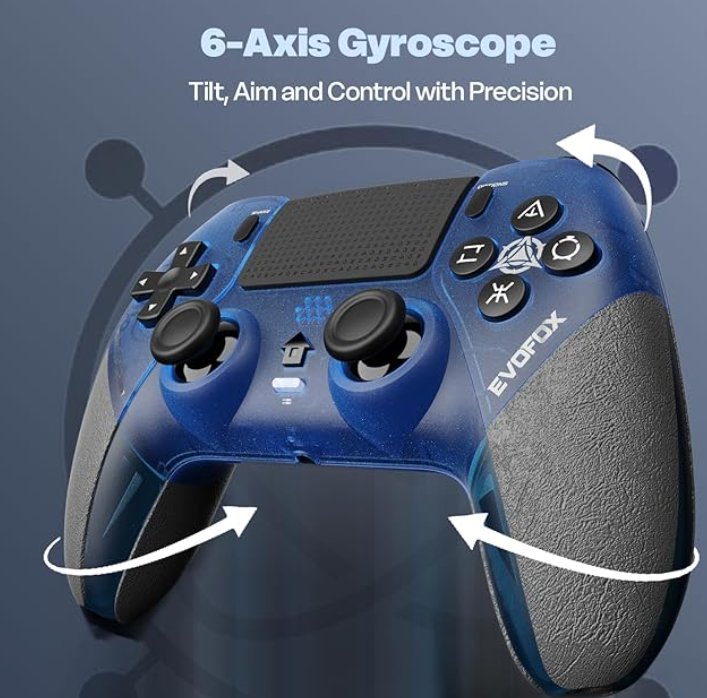 6-Axis Gyroscope
Tilt, Aim and Control with Precision
OPTIONS
EVOFOX